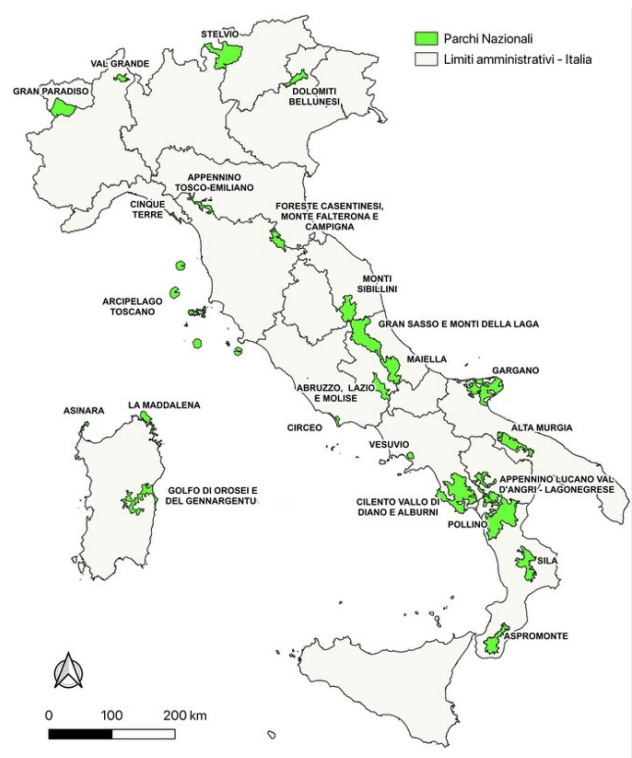 STELVIO
Parchi Nazionali
Limiti amministrativi - Italia
VAL GRANDE
GRAN PARADISO
DOLOMITI
BELLUNESI
APPENNINO
TOSCO-EMILIANO
CINQUE
TERRE
FORESTE CASENTINESI,
MONTE FALTERONA E
CAMPIGNA
MONTI
SIBILLINI
ARCIPELAGO
TOSCANO
GRAN SASSO E MONTI DELLA LAGA
MAIELLA
GARGANO
ABRUZZO, LAZIO
E MOLISE
ASINARA
LA MADDALENA
CIRCEO
ALTA MURGIA
VESUVIO
APPENNINO LUCANO VAL
D'ANGRI - LAGONEGRESE
GOLFO DI OROSEI E
DEL GENNARGENTU
CILENTO VALLO DI
DIANO E ALBURNI
POLLINO
SILA
ASPROMONTE
0 100 200 km